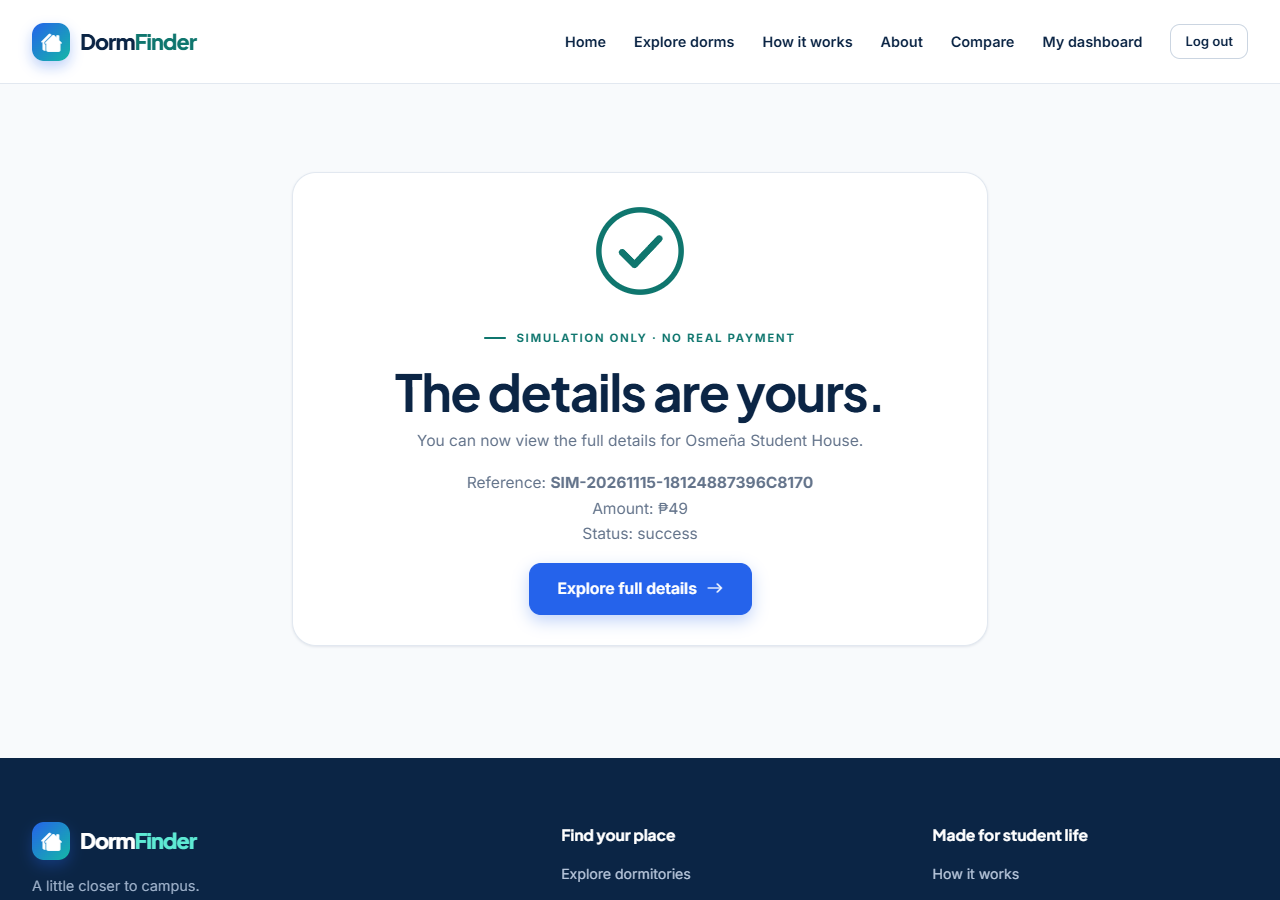 DormFinder
Home Explore dorms How it works About Compare My dashboard Log out
SIMULATION ONLY · NO REAL PAYMENT
The details are yours.
You can now view the full details for Osmeña Student House.
Reference: SIM-20261115-18124887396C8170
Amount: ₱49
Status: success
Explore full details →
DormFinder
A little closer to campus.
Find your place
Explore dormitories
Made for student life
How it works